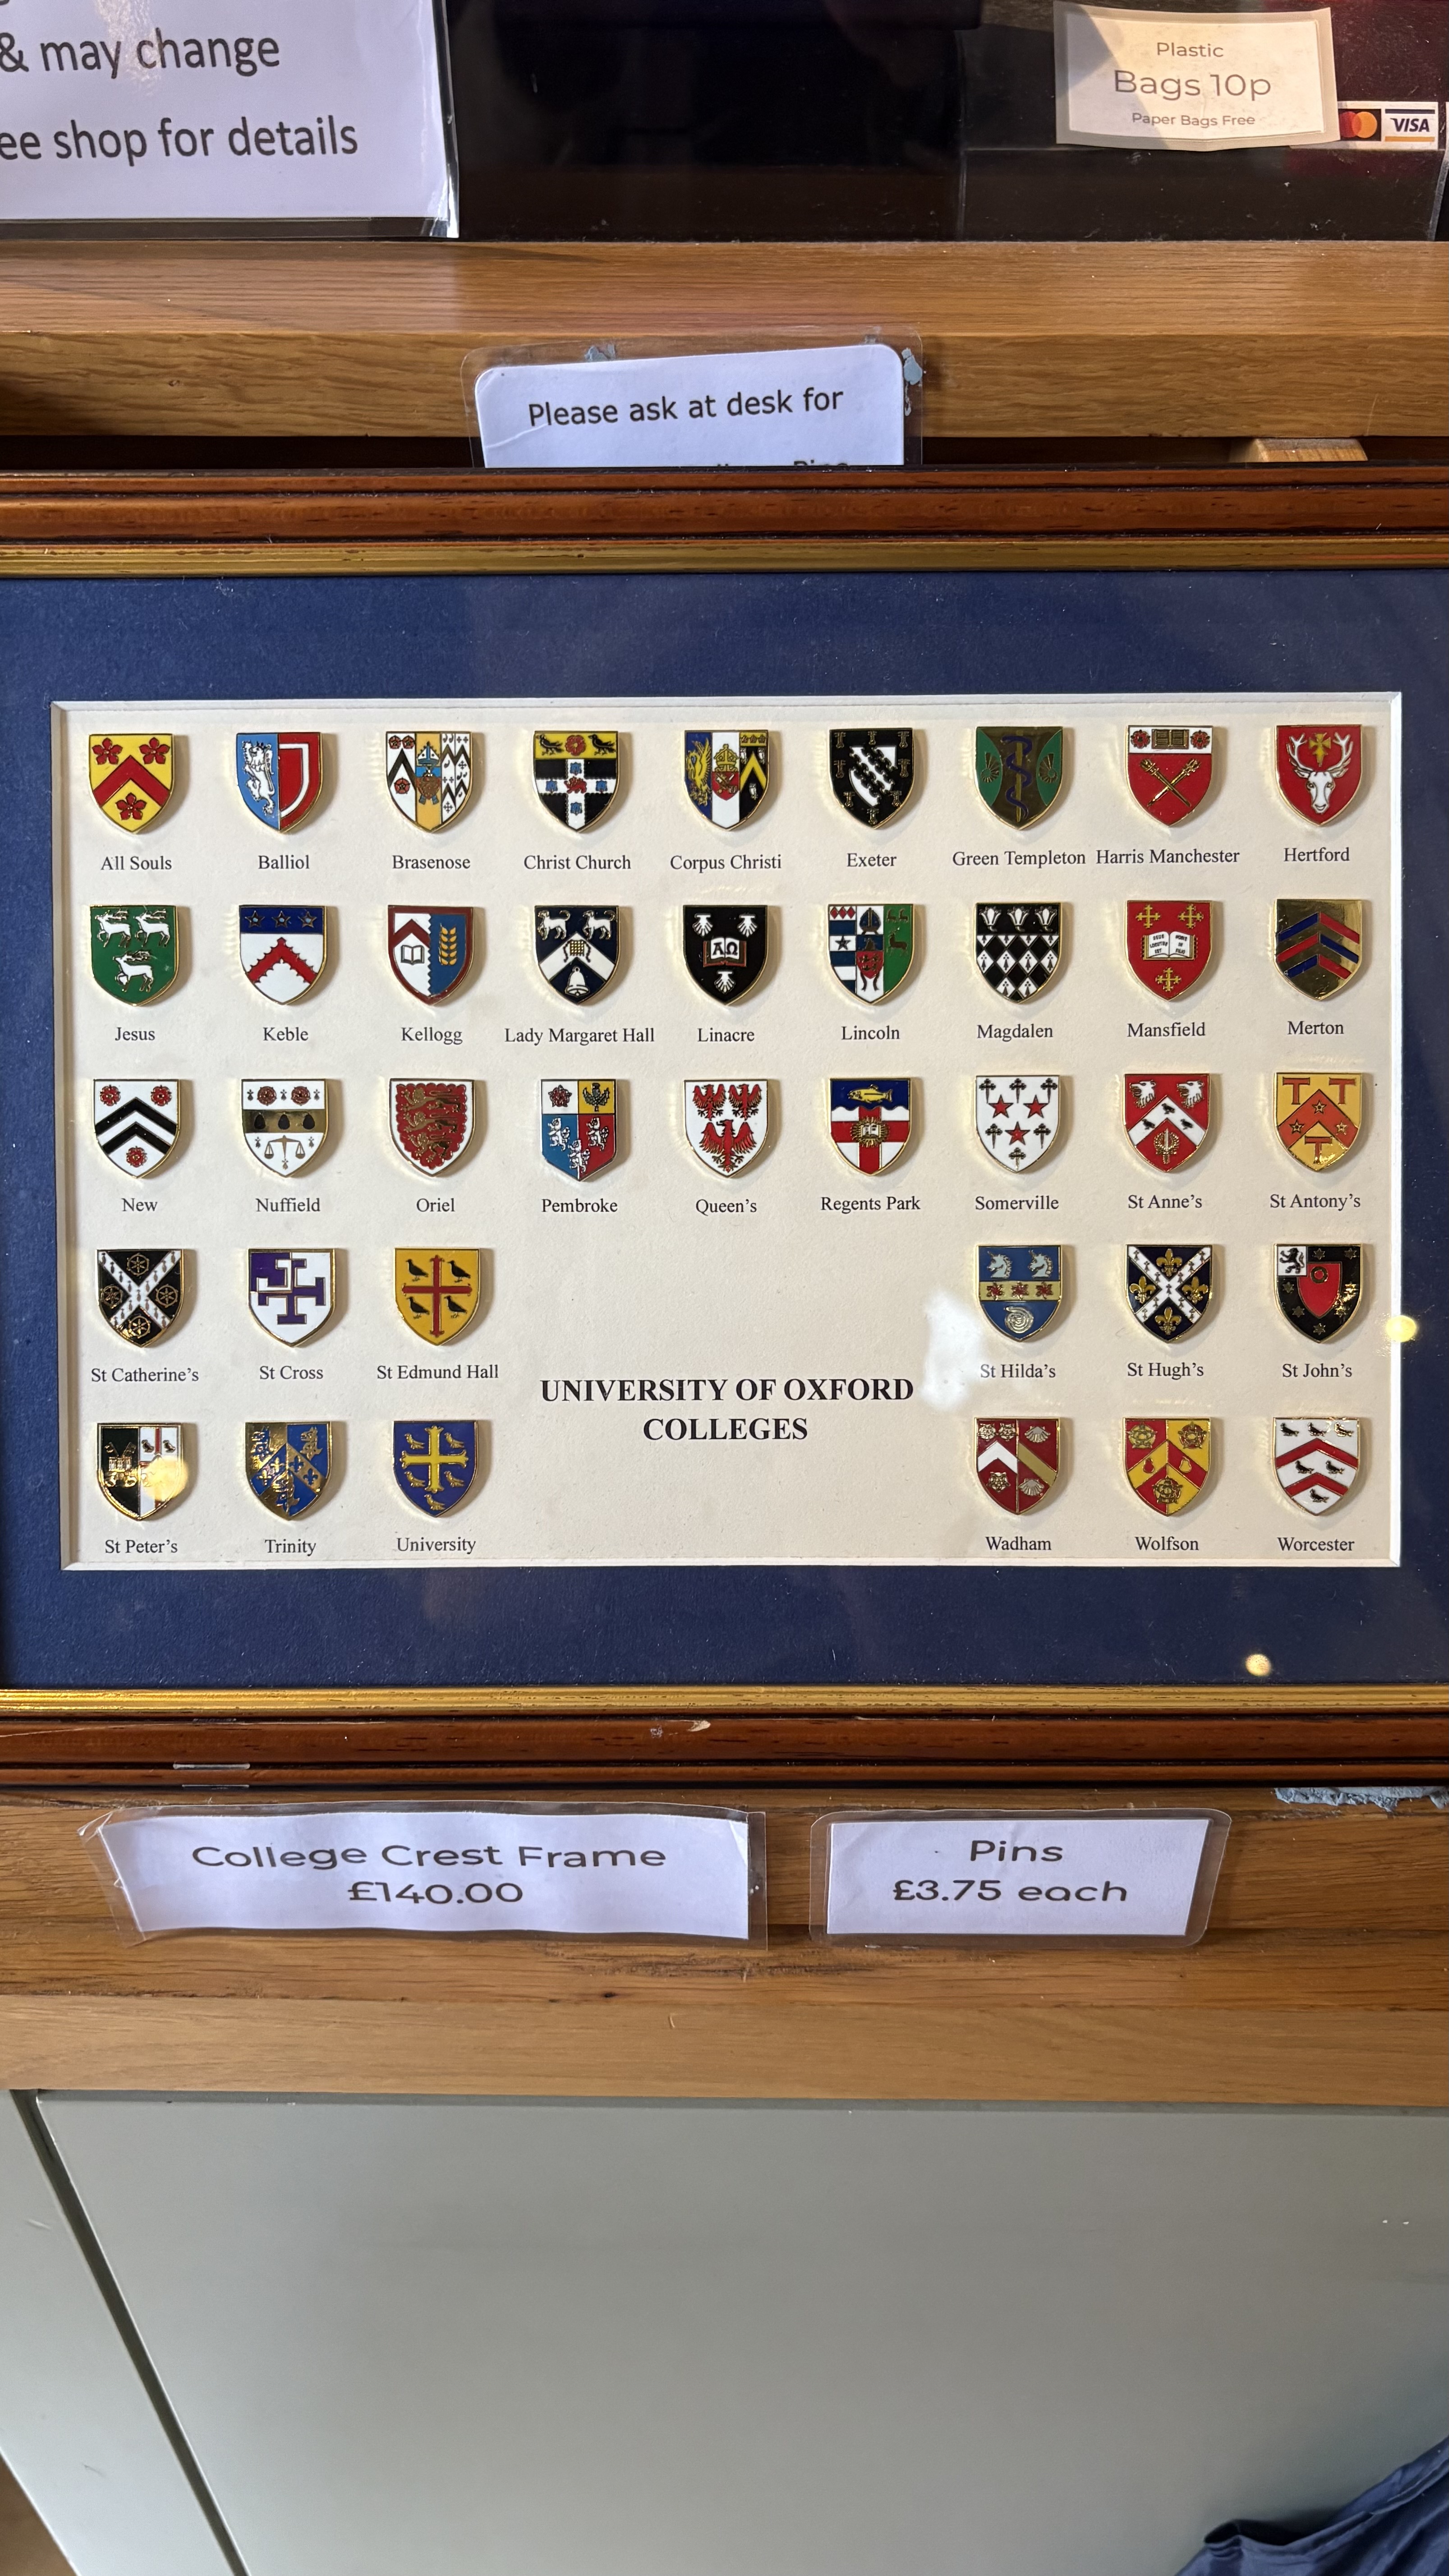 & may change
ee shop for details
Plastic
Bags 10p
Paper Bags Free
VISA
Please ask at desk for
All Souls
Balliol
Brasenose
Christ Church
Corpus Christi
Exeter
Green Templeton
Harris Manchester
Hertford
ΑΩ
Jesus
Keble
Kellogg
Lady Margaret Hall
Linacre
Lincoln
Magdalen
Mansfield
Merton
T T
T
New
Nuffield
Oriel
Pembroke
Queen's
Regents Park
Somerville
St Anne's
St Antony's
St Catherine's
St Cross
St Edmund Hall
St Hilda's
St Hugh's
St John's
UNIVERSITY OF OXFORD
COLLEGES
St Peter's
Trinity
University
Wadham
Wolfson
Worcester
College Crest Frame
£140.00
Pins
£3.75 each